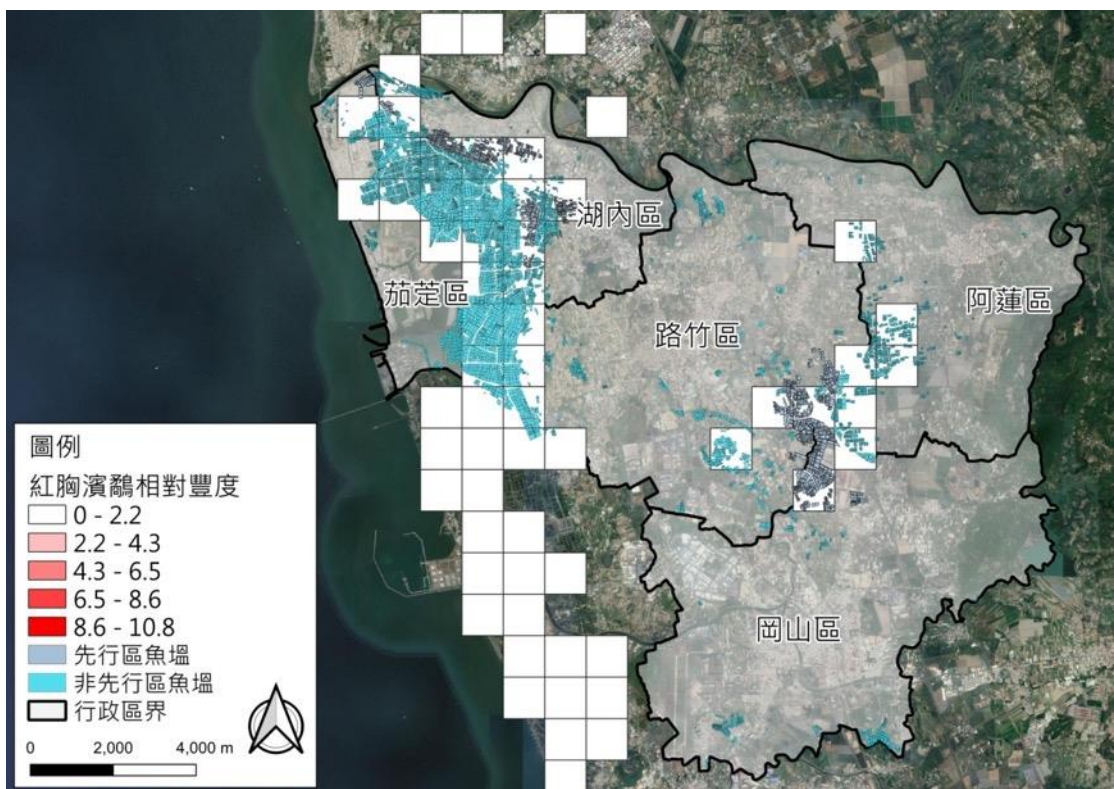 湖內區
茄萣區
路竹區
阿蓮區
岡山區
圖例
紅胸濱鷸相對豐度
0 - 2.2
2.2 - 4.3
4.3 - 6.5
6.5 - 8.6
8.6 - 10.8
先行區魚塭
非先行區魚塭
行政區界
0 2,000 4,000 m